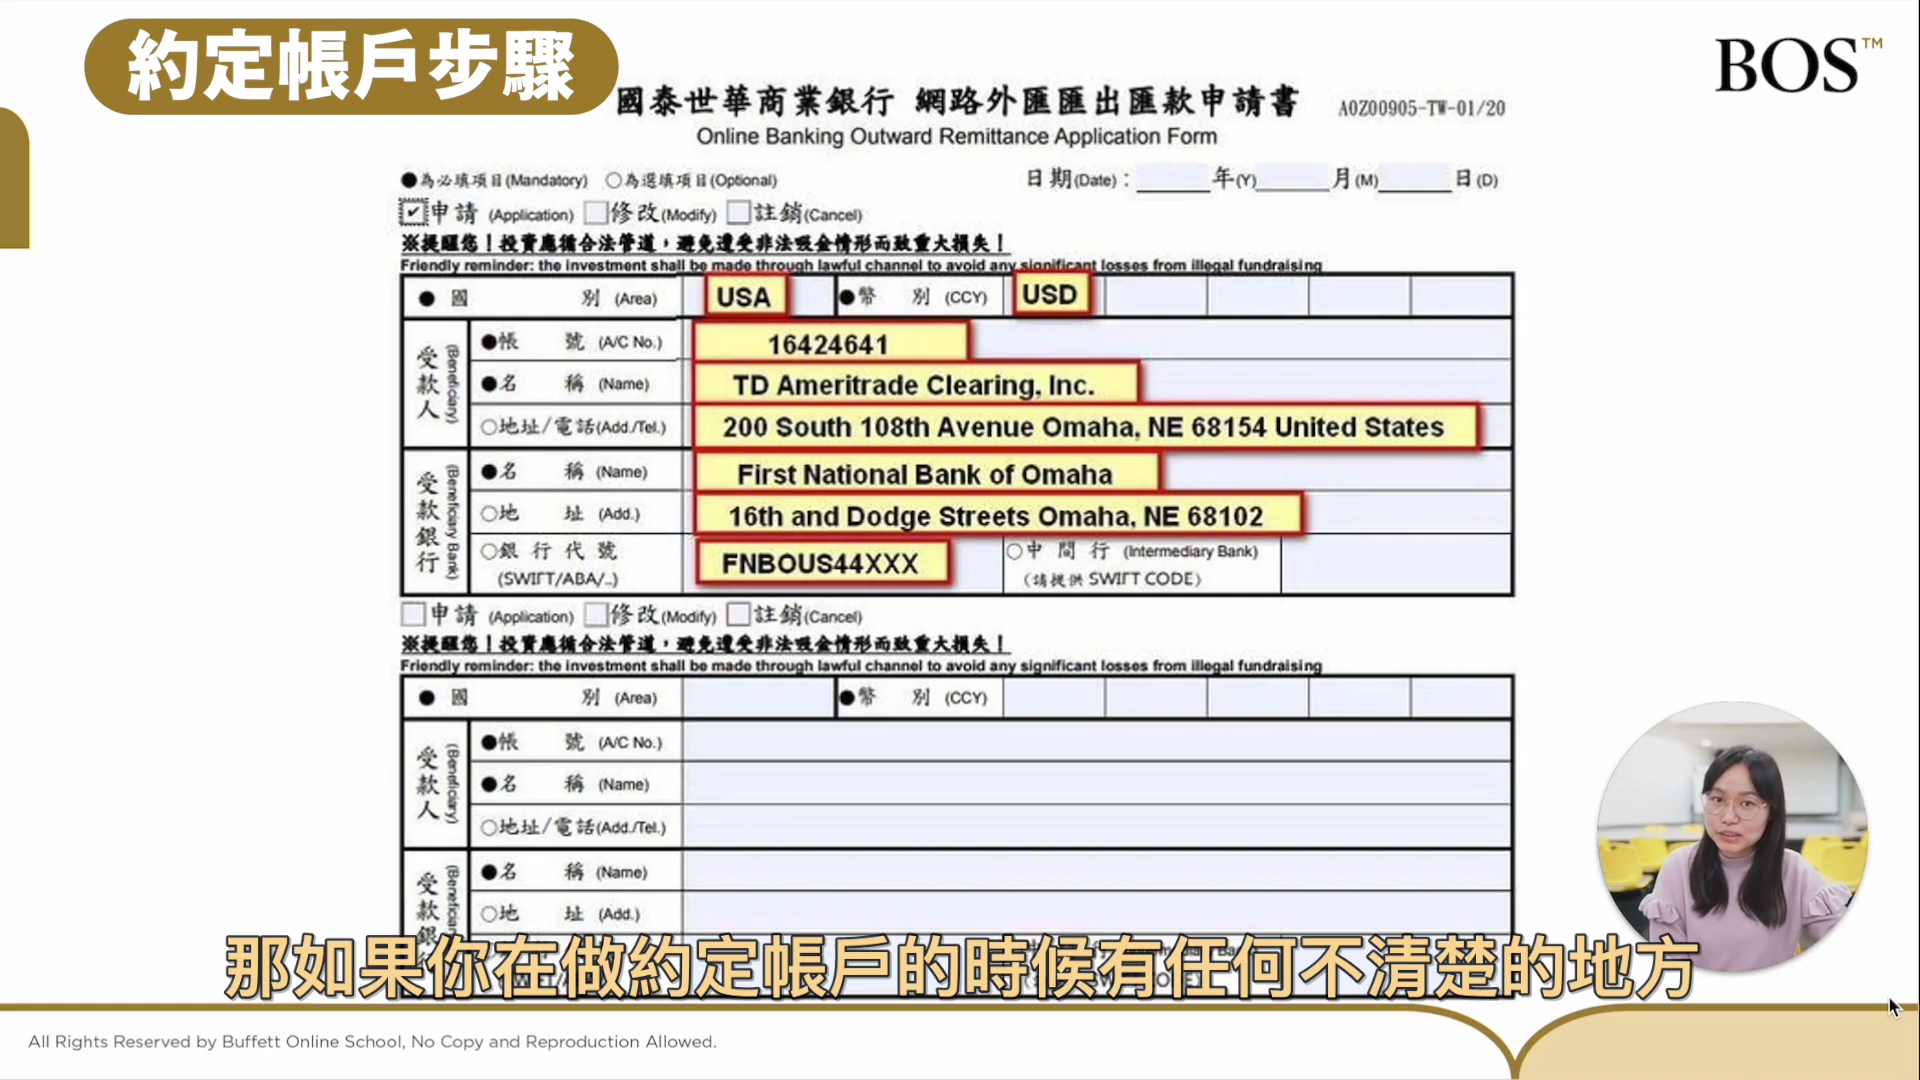 約定帳戶步驟
BOS™
國泰世華商業銀行 網路外匯匯出匯款申請書 A0Z00905-TW-01/20
Online Banking Outward Remittance Application Form
●為必填項目(Mandatory) ○為選填項目(Optional) 日期(Date)： 年(Y) 月(M) 日(D)
✓申請 (Application) 修改(Modify) 註銷(Cancel)
※提醒您！投資應循合法管道，避免遭受非法吸金情形而致重大損失！
Friendly reminder: the investment shall be made through lawful channel to avoid any significant losses from illegal fundraising
● 國 別 (Area) USA ●幣 別 (CCY) USD
受款人 (Beneficiary)
●帳 號 (A/C No.) 16424641
●名 稱 (Name) TD Ameritrade Clearing, Inc.
○地址/電話(Add./Tel.) 200 South 108th Avenue Omaha, NE 68154 United States
受款銀行 (Beneficiary Bank)
●名 稱 (Name) First National Bank of Omaha
○地 址 (Add.) 16th and Dodge Streets Omaha, NE 68102
○銀行代號 FNBOUS44XXX ○中間行 (Intermediary Bank)
(SWIFT/ABA/..) (請提供 SWIFT CODE)
申請 (Application) 修改(Modify) 註銷(Cancel)
※提醒您！投資應循合法管道，避免遭受非法吸金情形而致重大損失！
Friendly reminder: the investment shall be made through lawful channel to avoid any significant losses from illegal fundraising
● 國 別 (Area) ●幣 別 (CCY)
受款人 (Beneficiary)
●帳 號 (A/C No.)
●名 稱 (Name)
○地址/電話(Add./Tel.)
受款銀
●名 稱 (Name)
○地 址 (Add.)
那如果你在做約定帳戶的時候有任何不清楚的地方
All Rights Reserved by Buffett Online School, No Copy and Reproduction Allowed.